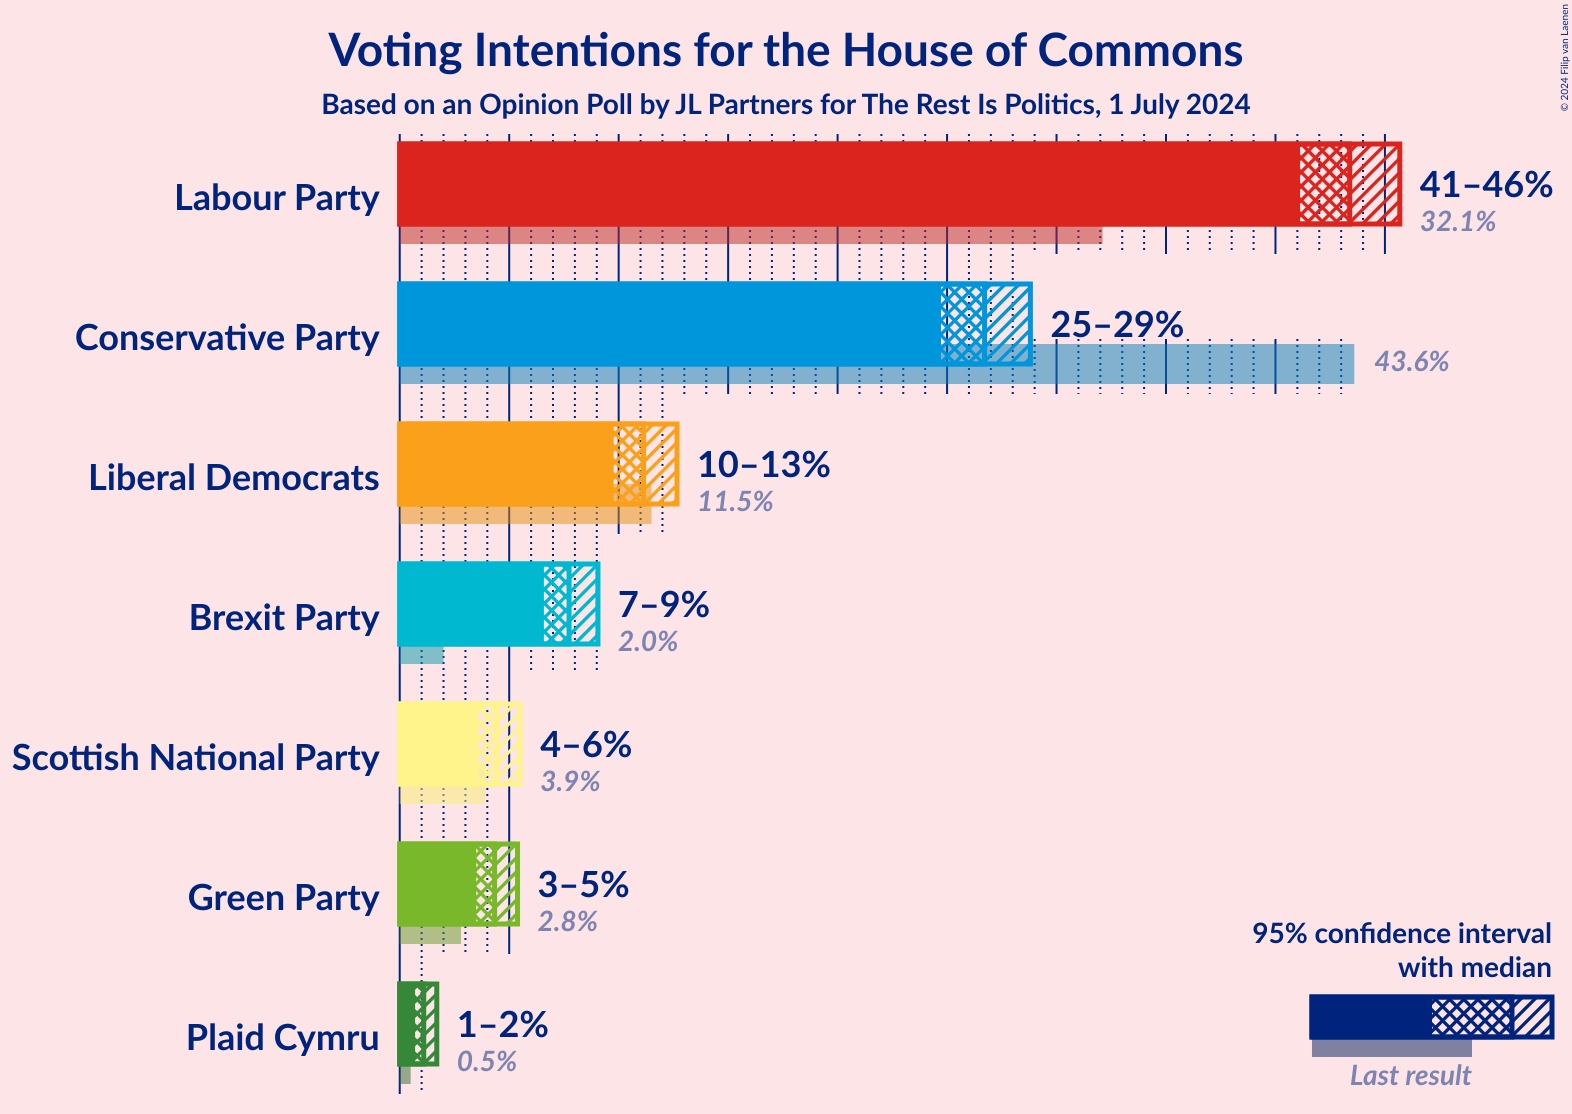 Voting Intentions for the House of Commons
Based on an Opinion Poll by JL Partners for The Rest Is Politics, 1 July 2024
© 2024 Filip van Laenen
Labour Party
41–46%
32.1%
Conservative Party
25–29%
43.6%
Liberal Democrats
10–13%
11.5%
Brexit Party
7–9%
2.0%
Scottish National Party
4–6%
3.9%
Green Party
3–5%
2.8%
Plaid Cymru
1–2%
0.5%
95% confidence interval
with median
Last result